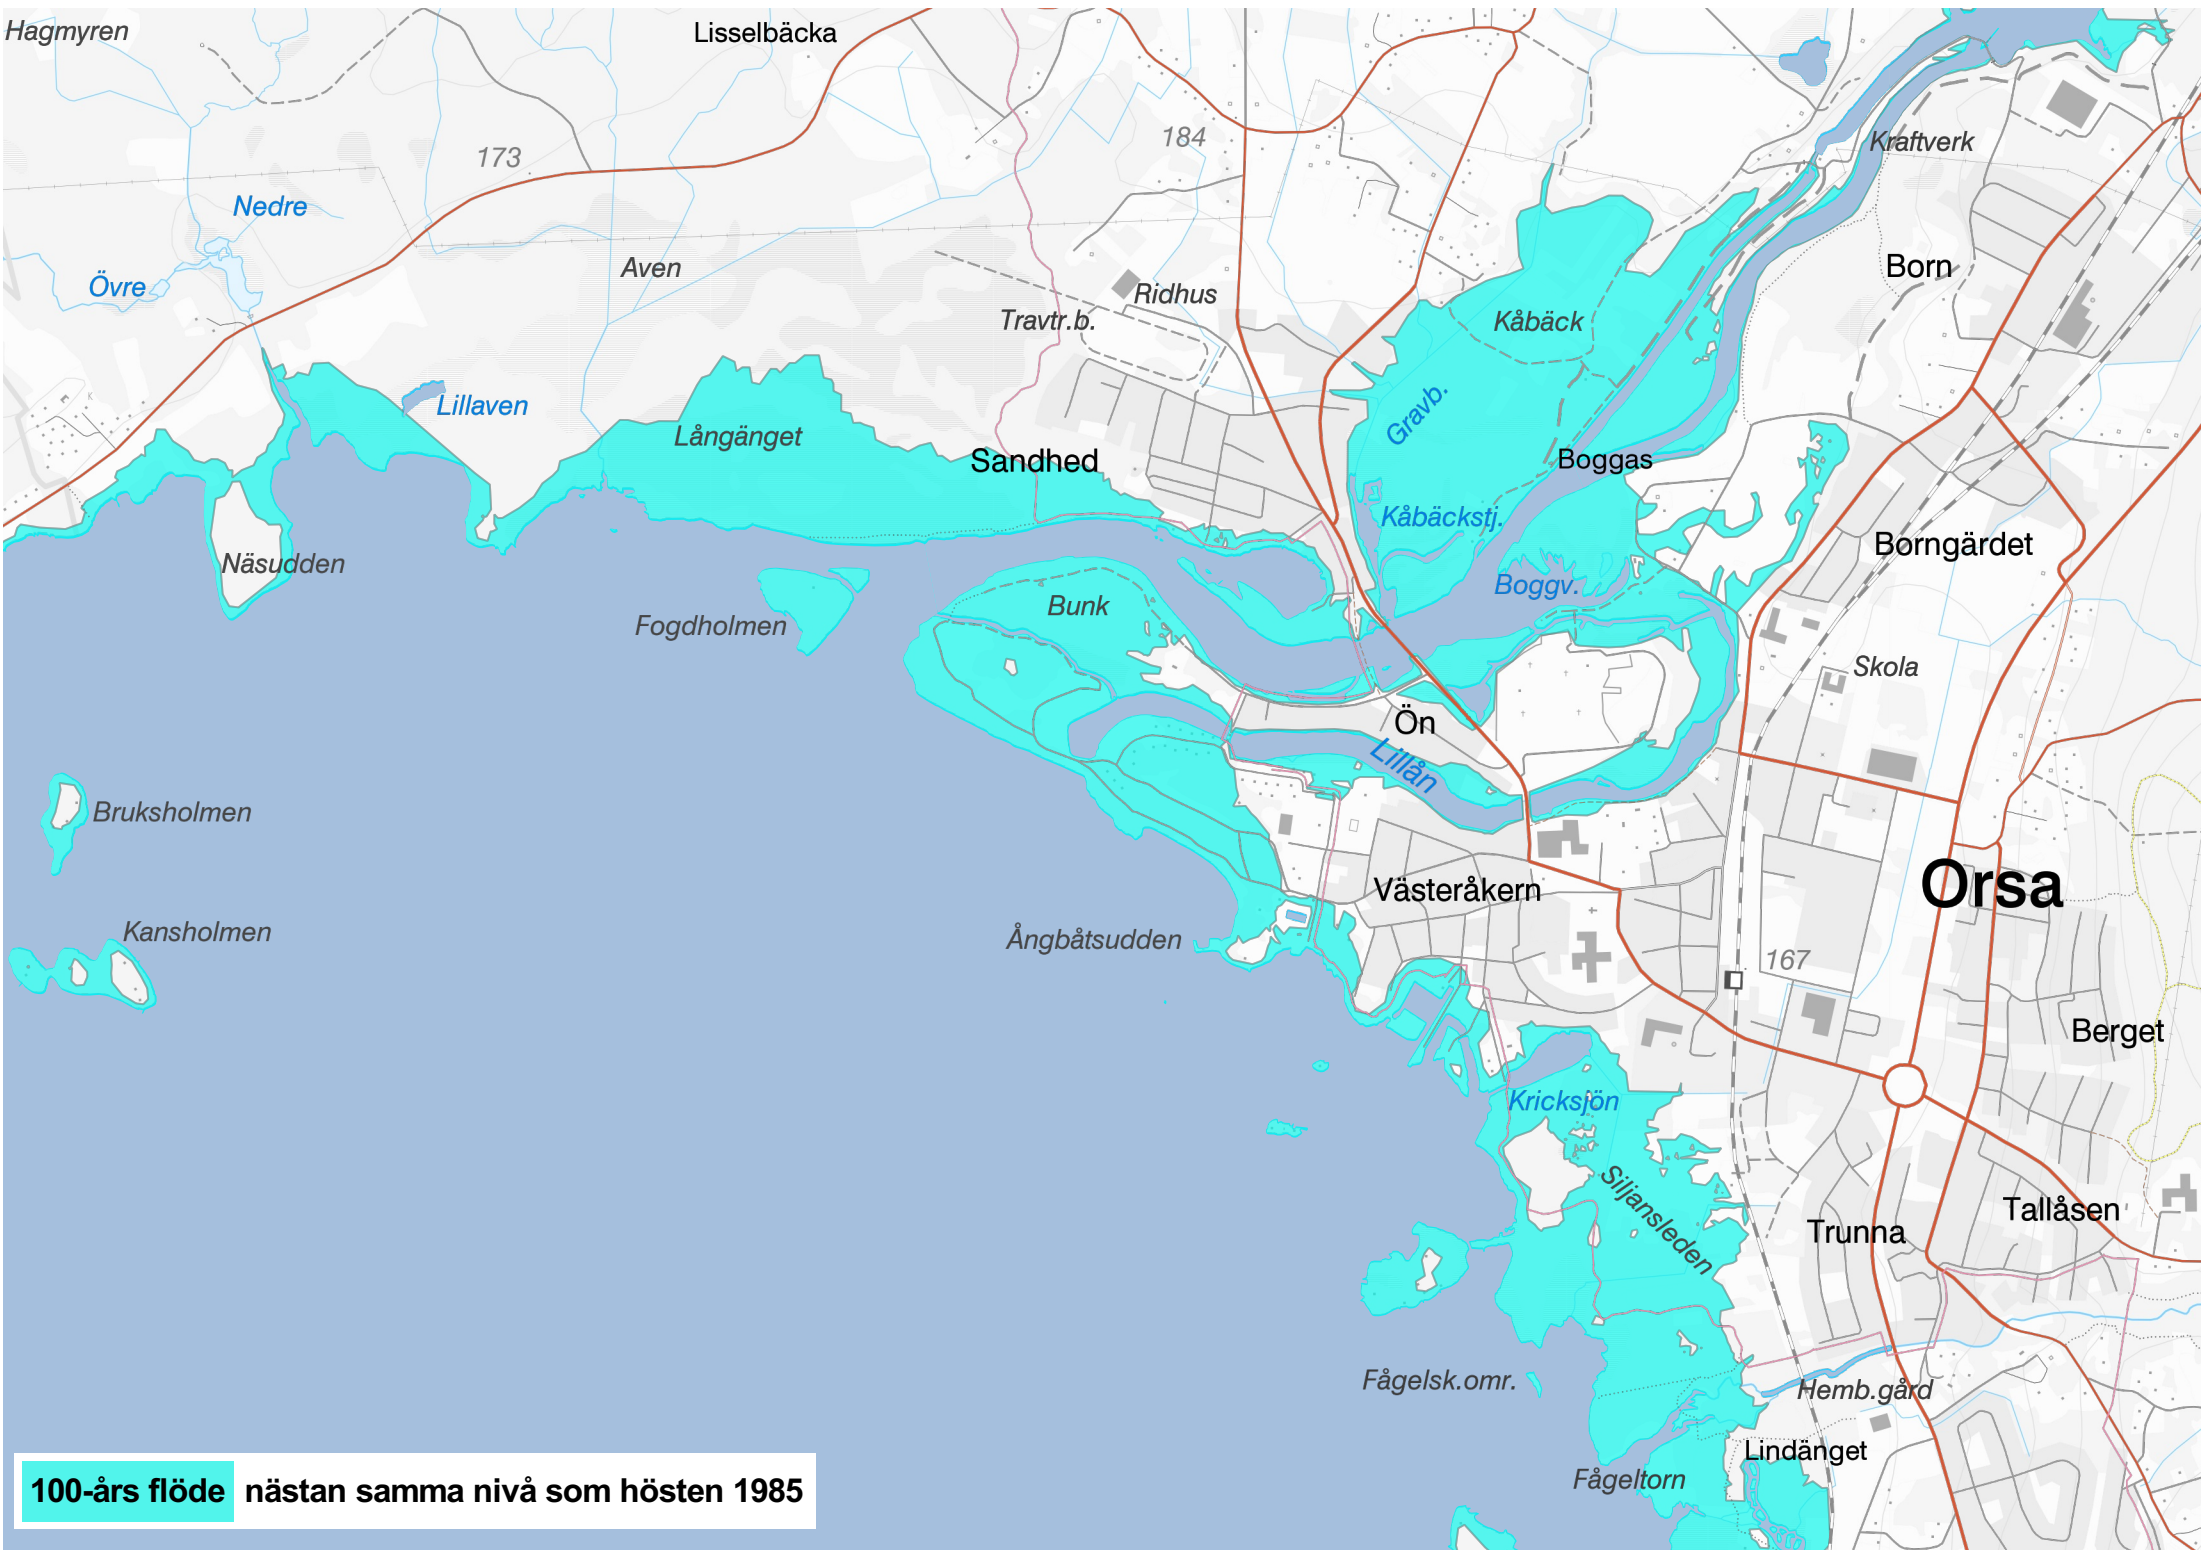 Hagmyren
Lisselbäcka
173
184
Kraftverk
Nedre
Övre
Aven
Ridhus
Born
Travtr.b.
Kåbäck
Lillaven
Gravb.
Långänget
Sandhed
Boggas
Kåbäckstj.
Borngärdet
Näsudden
Boggv.
Bunk
Fogdholmen
Skola
Ön
Lillån
Bruksholmen
Västeråkern
Orsa
Kansholmen
Ångbåtsudden
167
Berget
Kricksjön
Siljansleden
Tallåsen
Trunna
Fågelsk.omr.
Hemb.gård
Lindänget
Fågeltorn
100-års flöde nästan samma nivå som hösten 1985